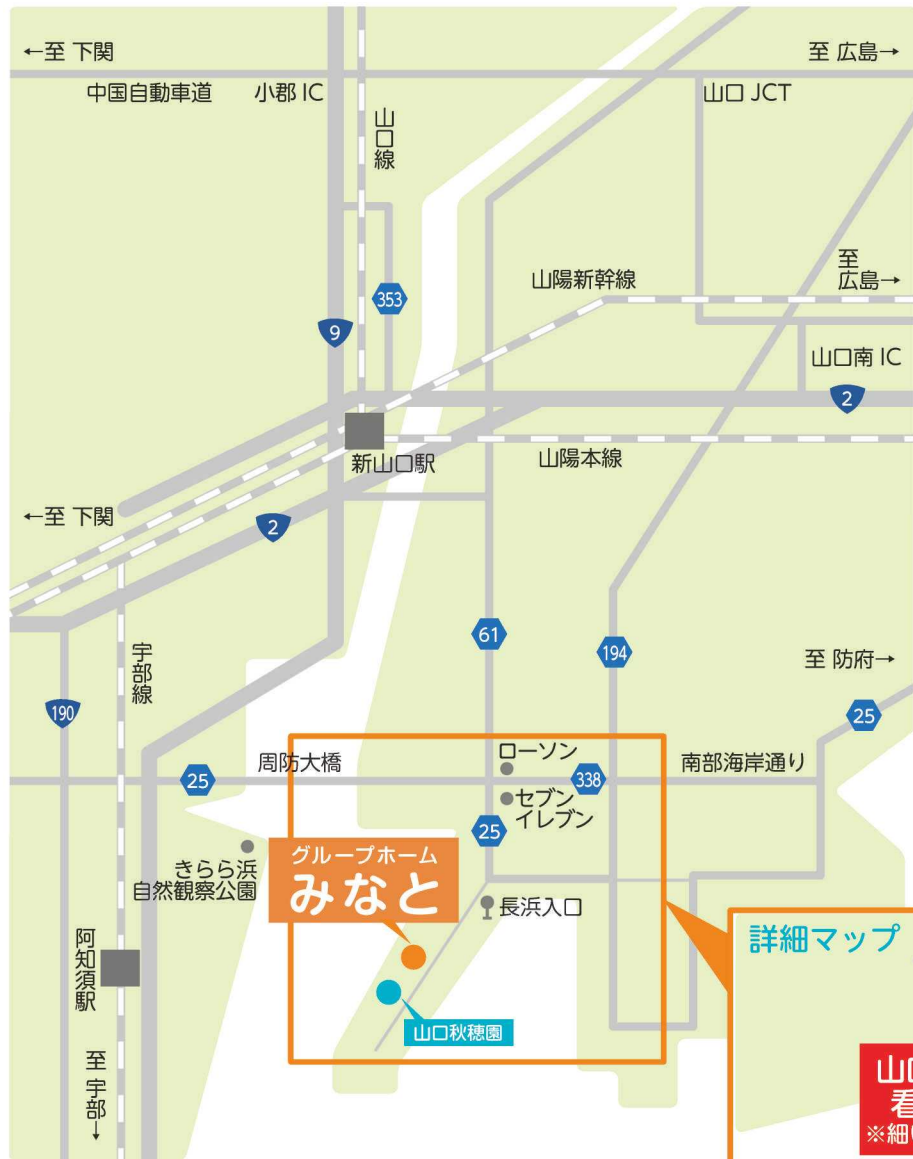 ←至 下関
至 広島→
中国自動車道
小郡 IC
山口 JCT
山口線
至
広島→
山陽新幹線
353
9
山口南 IC
2
新山口駅
山陽本線
←至 下関
2
61
194
宇部線
至 防府→
190
25
周防大橋
ローソン
25
338
南部海岸通り
セブン
イレブン
25
きらら浜
自然観察公園
グループホーム
みなと
長浜入口
阿知須駅
詳細マップ
山口秋穂園
至 宇部→
山口
看
※細い